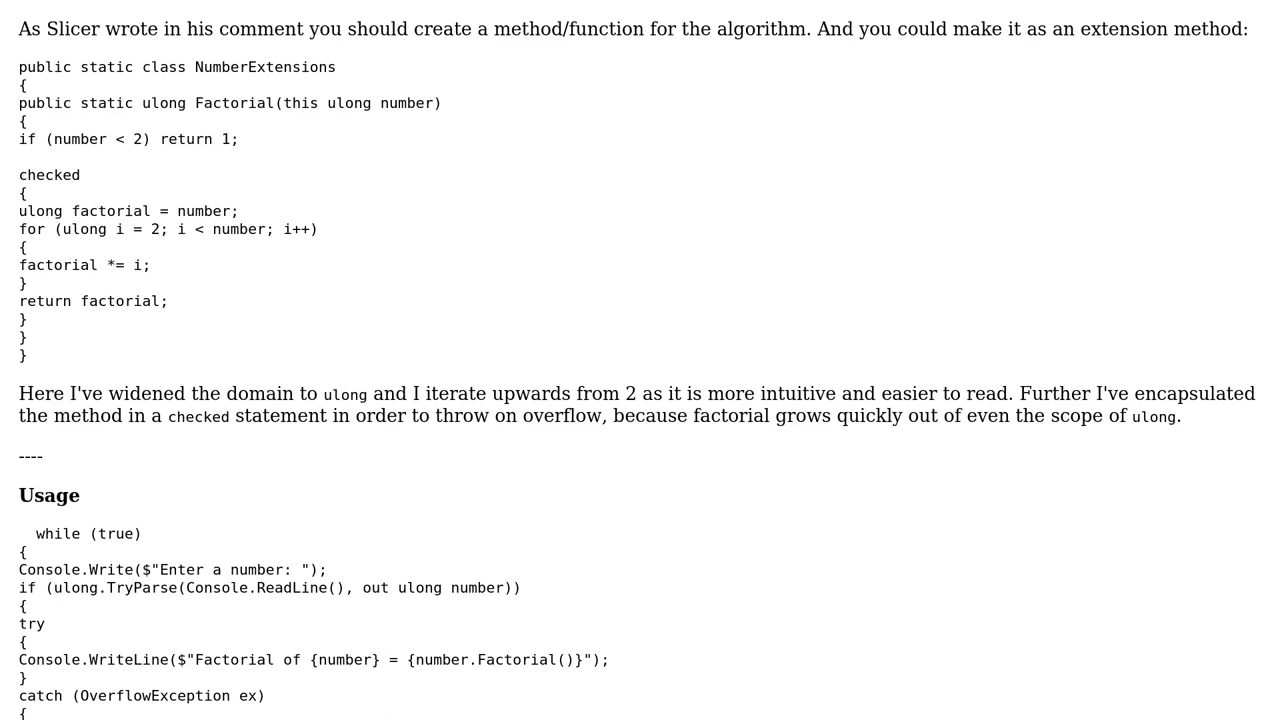 As Slicer wrote in his comment you should create a method/function for the algorithm. And you could make it as an extension method:
public static class NumberExtensions
{
public static ulong Factorial(this ulong number)
{
if (number < 2) return 1;
checked
{
ulong factorial = number;
for (ulong i = 2; i < number; i++)
{
factorial *= i;
}
return factorial;
}
}
}
Here I've widened the domain to ulong and I iterate upwards from 2 as it is more intuitive and easier to read. Further I've encapsulated
the method in a checked statement in order to throw on overflow, because factorial grows quickly out of even the scope of ulong.
----
Usage
while (true)
{
Console.Write($"Enter a number: ");
if (ulong.TryParse(Console.ReadLine(), out ulong number))
{
try
{
Console.WriteLine($"Factorial of {number} = {number.Factorial()}");
}
catch (OverflowException ex)
{